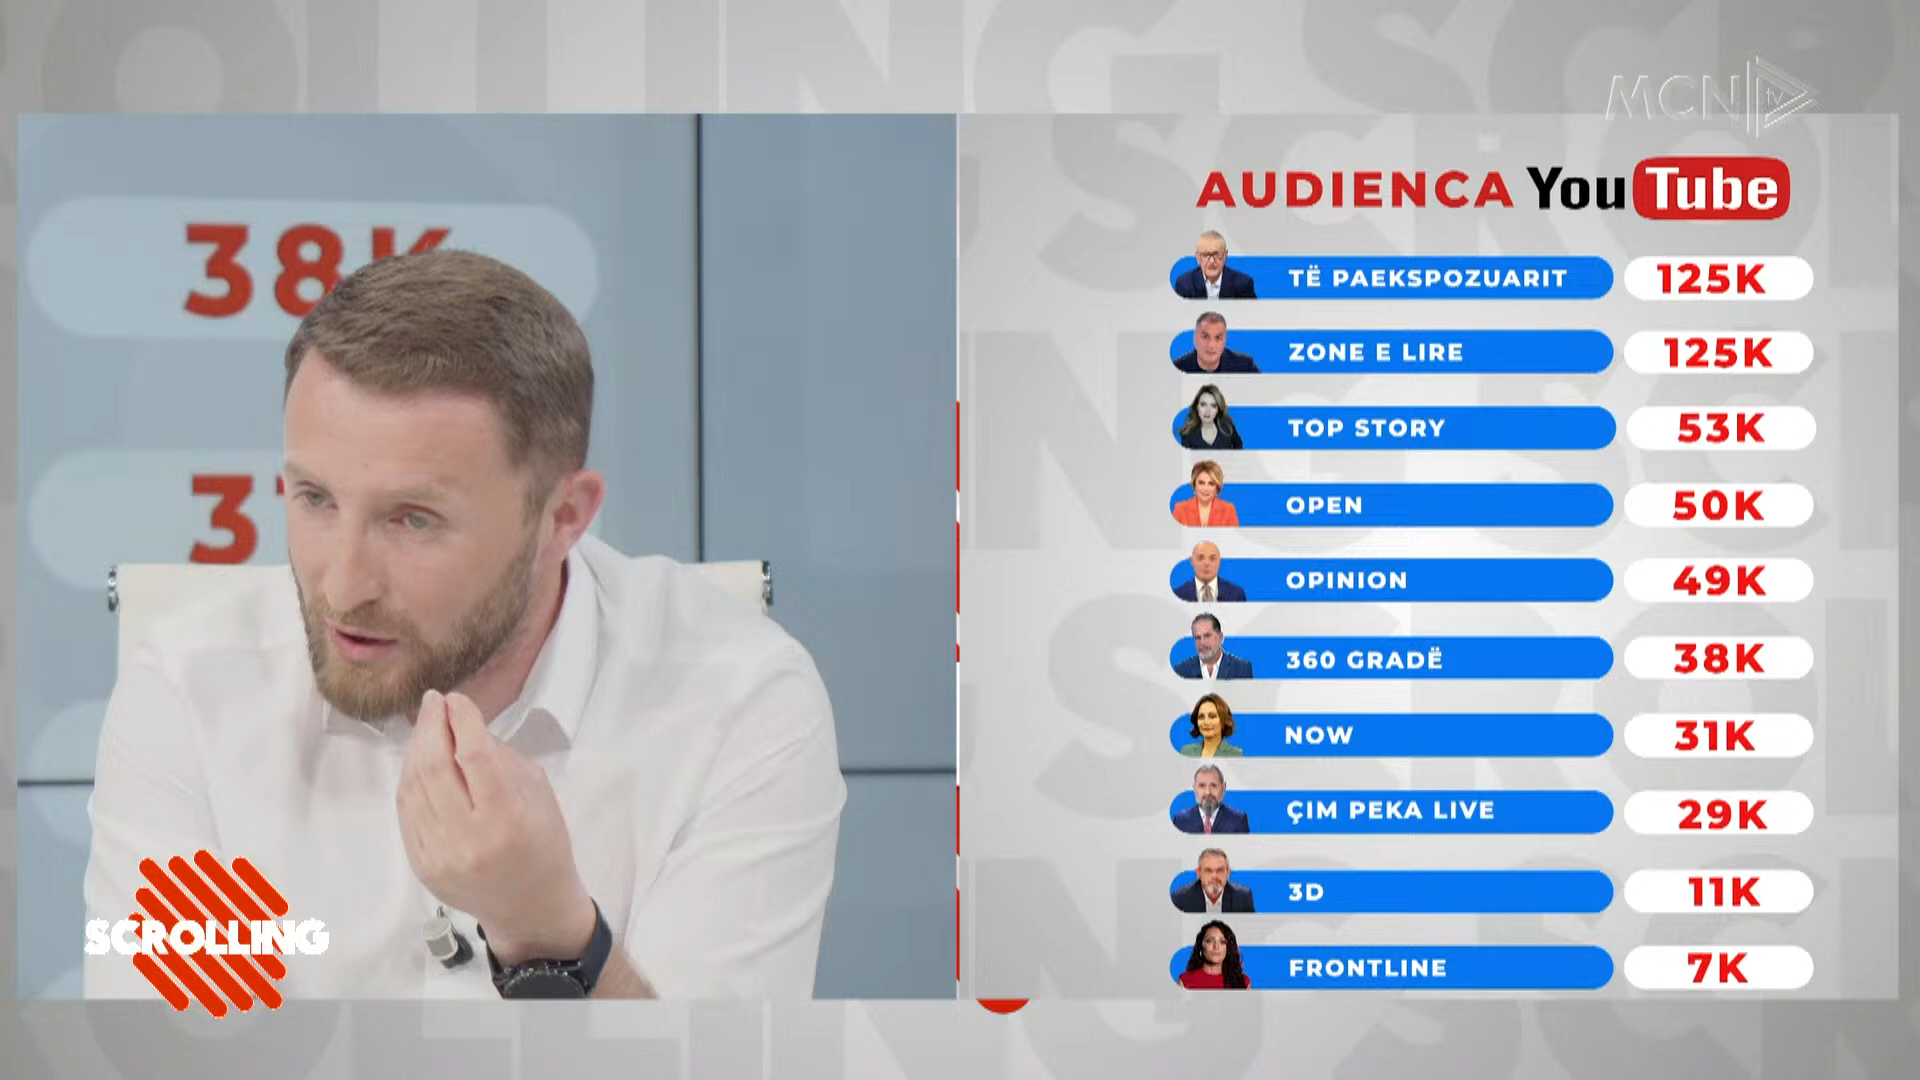 MCN tv
38K
AUDIENCA YouTube
TË PAEKSPOZUARIT 125K
ZONE E LIRE 125K
TOP STORY 53K
OPEN 50K
OPINION 49K
360 GRADË 38K
NOW 31K
ÇIM PEKA LIVE 29K
3D 11K
FRONTLINE 7K
SCROLLING